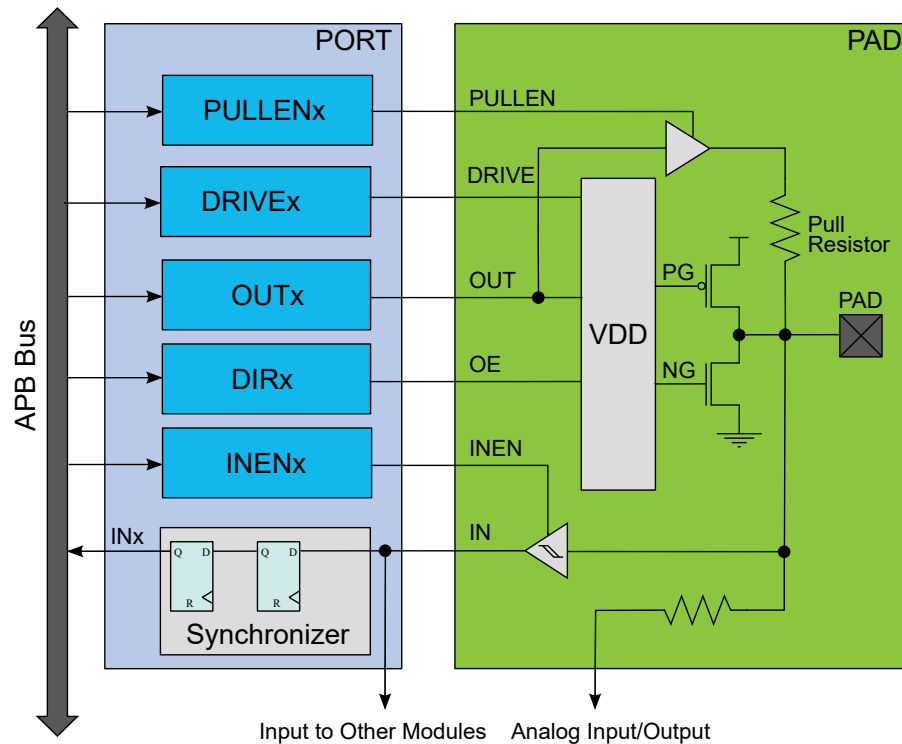 PORT
PAD
APB Bus
PULLENx
PULLEN
DRIVEx
DRIVE
Pull
Resistor
OUTx
OUT
PG
PAD
VDD
DIRx
OE
NG
INENx
INEN
INx
Q D
R
Q D
R
IN
Synchronizer
Input to Other Modules
Analog Input/Output